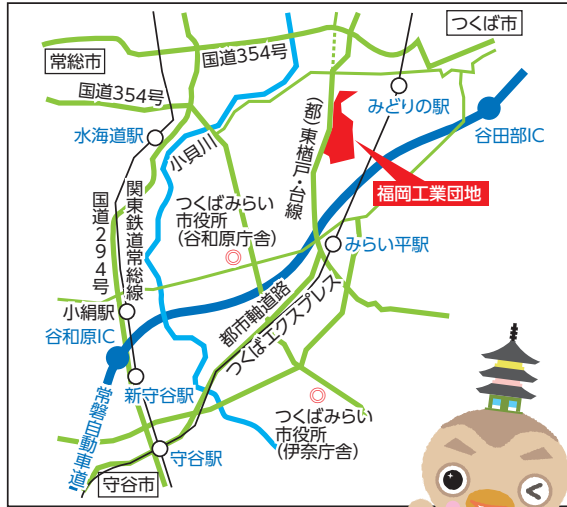 つくば市
常総市
国道354号
国道354号
みどりの駅
谷田部IC
水海道駅
小貝川
(都)東楢戸・台線
福岡工業団地
国道294号
関東鉄道常総線
つくばみらい
市役所
(谷和原庁舎)
みらい平駅
小絹駅
谷和原IC
都市軸道路
つくばエクスプレス
新守谷駅
常磐自動車道
つくばみらい
市役所
(伊奈庁舎)
守谷駅
守谷市